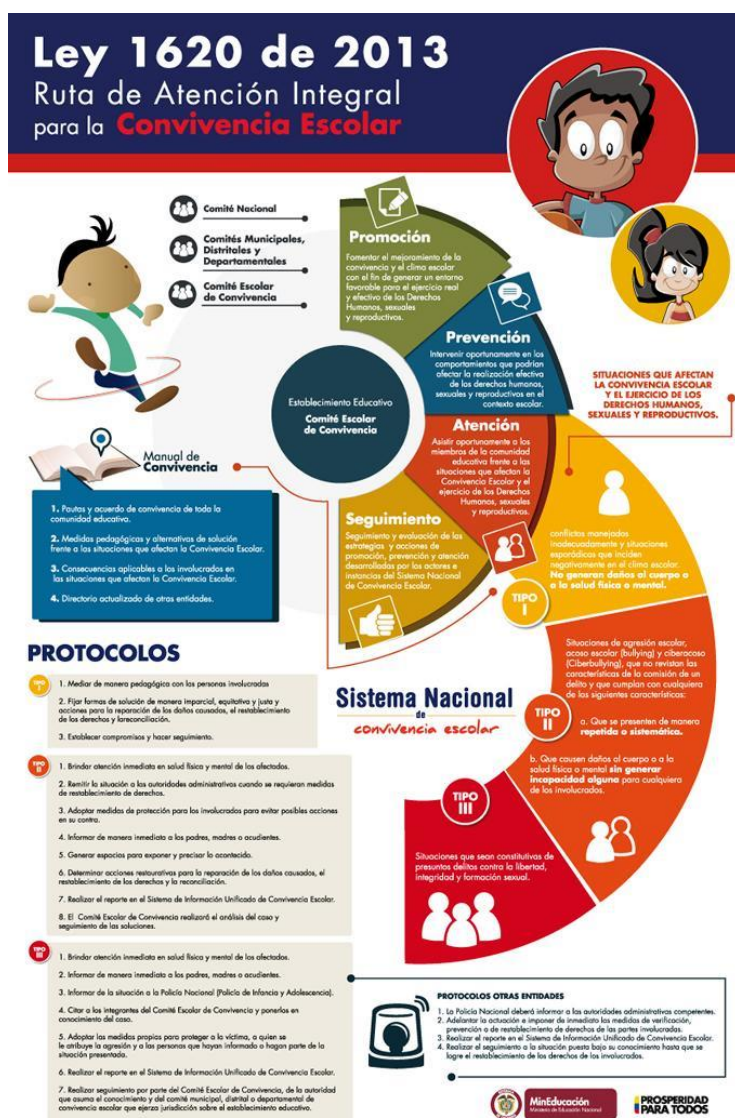 Ley 1620 de 2013
Ruta de Atención Integral
para la Convivencia Escolar
Comité Nacional
Comités Municipales,
Distritales y
Departamentales
Comité Escolar
de Convivencia
Promoción
Fomentar el mejoramiento de la
convivencia y el clima escolar
con el fin de generar un entorno
favorable para el ejercicio real
y efectivo de los Derechos
Humanos, sexuales
y reproductivos.
Prevención
Intervenir oportunamente en los
comportamientos que podrían
afectar la realización efectiva
de los derechos humanos,
sexuales y reproductivos en el
contexto escolar.
Establecimiento Educativo
Comité Escolar
de Convivencia
Atención
Asistir oportunamente a los
miembros de la comunidad
educativa frente a las
situaciones que afectan la
Convivencia Escolar y el
ejercicio de los Derechos
Humanos, sexuales
y reproductivos.
Seguimiento
Seguimiento y evaluación de las
estrategias y acciones de
promoción, prevención y atención
desarrolladas por los actores e
instancias del Sistema Nacional
de Convivencia Escolar.
SITUACIONES QUE AFECTAN
LA CONVIVENCIA ESCOLAR
Y EL EJERCICIO DE LOS
DERECHOS HUMANOS,
SEXUALES Y REPRODUCTIVOS.
Manual de
Convivencia
1. Pautas y acuerdo de convivencia de toda la
comunidad educativa.
2. Medidas pedagógicas y alternativas de solución
frente a las situaciones que afectan la Convivencia Escolar.
3. Consecuencias aplicables a los involucrados en
las situaciones que afectan la Convivencia Escolar.
4. Directorio actualizado de otras entidades.
TIPO
I
conflictos manejados
inadecuadamente y situaciones
esporádicas que inciden
negativamente en el clima escolar.
No generan daños al cuerpo o
a la salud física o mental.
TIPO
II
Situaciones de agresión escolar,
acoso escolar (bullying) y ciberacoso
(Ciberbullying), que no revistan las
características de la comisión de un
delito y que cumplan con cualquiera
de las siguientes características:
a. Que se presenten de manera
repetida o sistemática.
b. Que causen daños al cuerpo o a la
salud física o mental sin generar
incapacidad alguna para cualquiera
de los involucrados.
TIPO
III
Situaciones que sean constitutivas de
presuntos delitos contra la libertad,
integridad y formación sexual.
Sistema Nacional
de
convivencia escolar
PROTOCOLOS
TIPO
I
1. Mediar de manera pedagógica con las personas involucradas
2. Fijar formas de solución de manera imparcial, equitativa y justa y
acciones para la reparación de los daños causados, el restablecimiento
de los derechos y lareconciliación.
3. Establecer compromisos y hacer seguimiento.
TIPO
II
1. Brindar atención inmediata en salud física y mental de los afectados.
2. Remitir la situación a las autoridades administrativas cuando se requieran medidas
de restablecimiento de derechos.
3. Adoptar medidas de protección para los involucrados para evitar posibles acciones
en su contra.
4. Informar de manera inmediata a los padres, madres o acudientes.
5. Generar espacios para exponer y precisar lo acontecido.
6. Determinar acciones restaurativas para la reparación de los daños causados, el
restablecimiento de los derechos y la reconciliación.
7. Realizar el reporte en el Sistema de Información Unificado de Convivencia Escolar.
8. El Comité Escolar de Convivencia realizará el análisis del caso y
seguimiento de las soluciones.
TIPO
III
1. Brindar atención inmediata en salud física y mental de los afectados.
2. Informar de manera inmediata a los padres, madres o acudientes.
3. Informar de la situación a la Policía Nacional (Policía de Infancia y Adolescencia).
4. Citar a los integrantes del Comité Escolar de Convivencia y ponerlos en
conocimiento del caso.
5. Adoptar las medidas propias para proteger a la víctima, a quien se
le atribuye la agresión y a las personas que hayan informado o hagan parte de la
situación presentada.
6. Realizar el reporte en el Sistema de Información Unificado de Convivencia Escolar.
7. Realizar seguimiento por parte del Comité Escolar de Convivencia, de la autoridad
que asuma el conocimiento y del comité municipal, distrital o departamental de
convivencia escolar que ejerza jurisdicción sobre el establecimiento educativo.
PROTOCOLOS OTRAS ENTIDADES
1. La Policía Nacional deberá informar a las autoridades administrativas competentes.
2. Adelantar la actuación e imponer de inmediato las medidas de verificación,
prevención o de restablecimiento de derechos de las partes involucradas.
3. Realizar el reporte en el Sistema de Información Unificado de Convivencia Escolar.
4. Realizar el seguimiento a la situación puesta bajo su conocimiento hasta que se
logre el restablecimiento de los derechos de los involucrados.
MinEducación
Ministerio de Educación Nacional
PROSPERIDAD
PARA TODOS